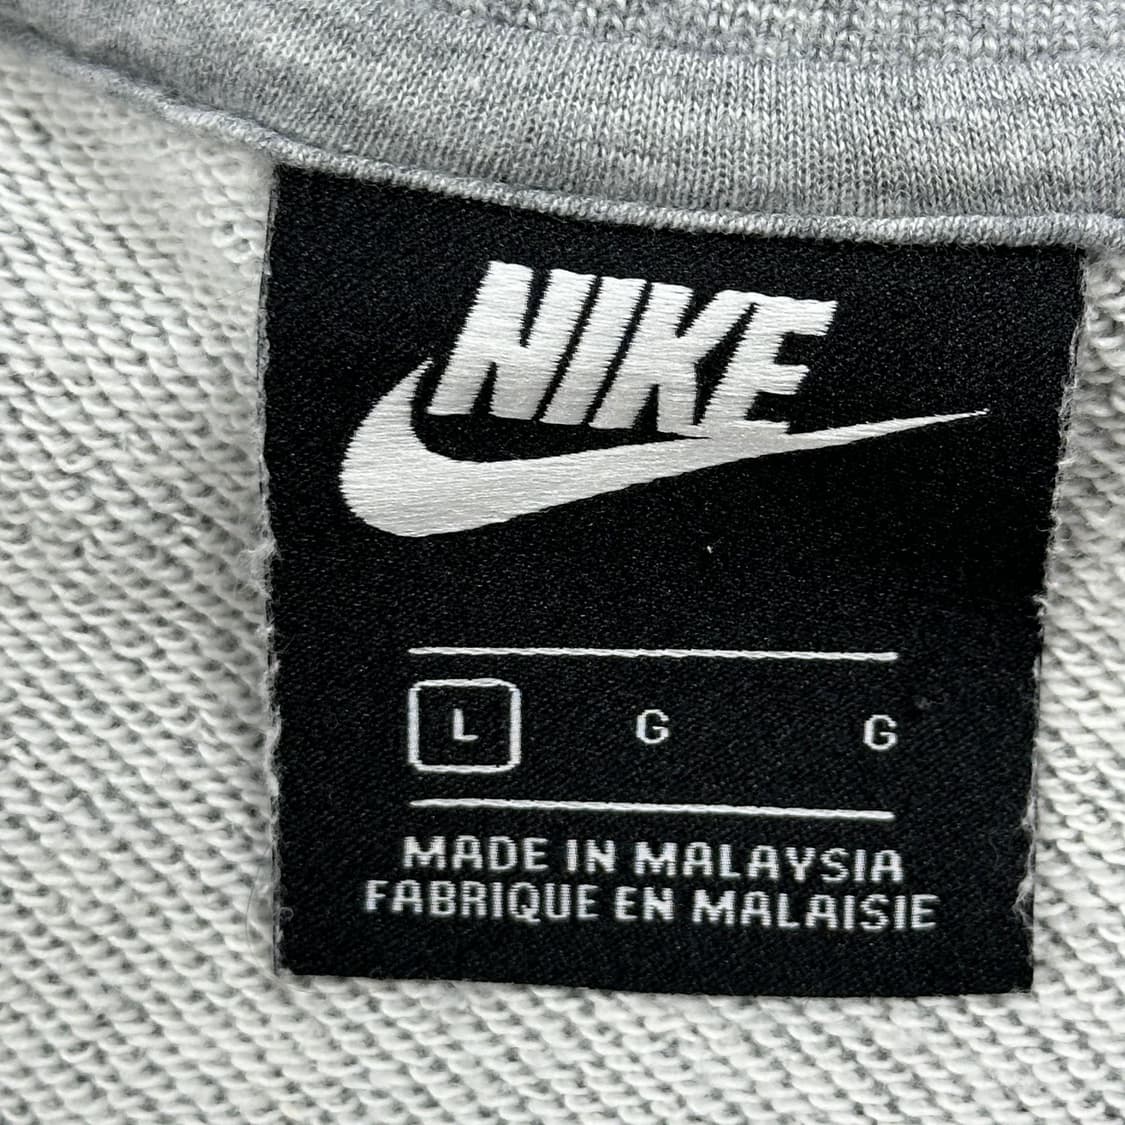 NIKE
L G G
MADE IN MALAYSIA
FABRIQUE EN MALAISIE